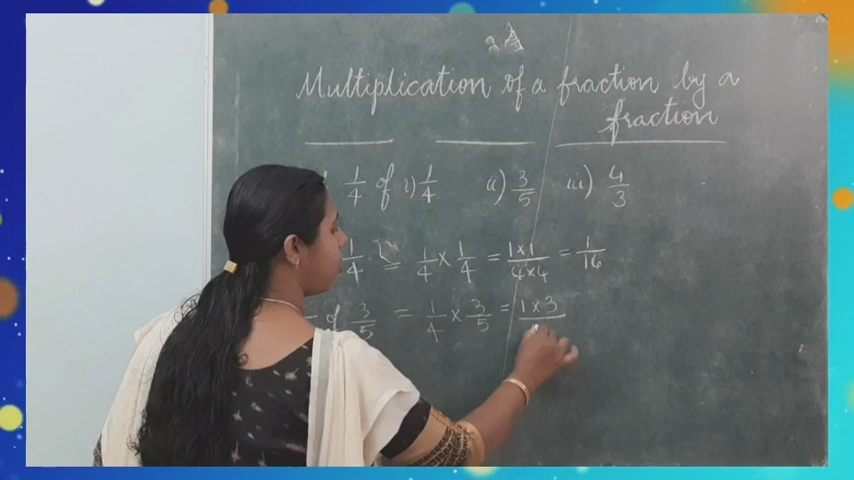 Multiplication of a fraction by a
fraction
1/4 of i) 1/4 ii) 3/5 iii) 4/3
1/4 = 1/4 × 1/4 = 1×1/4×4 = 1/16
of 3/5 = 1/4 × 3/5 = 1×3